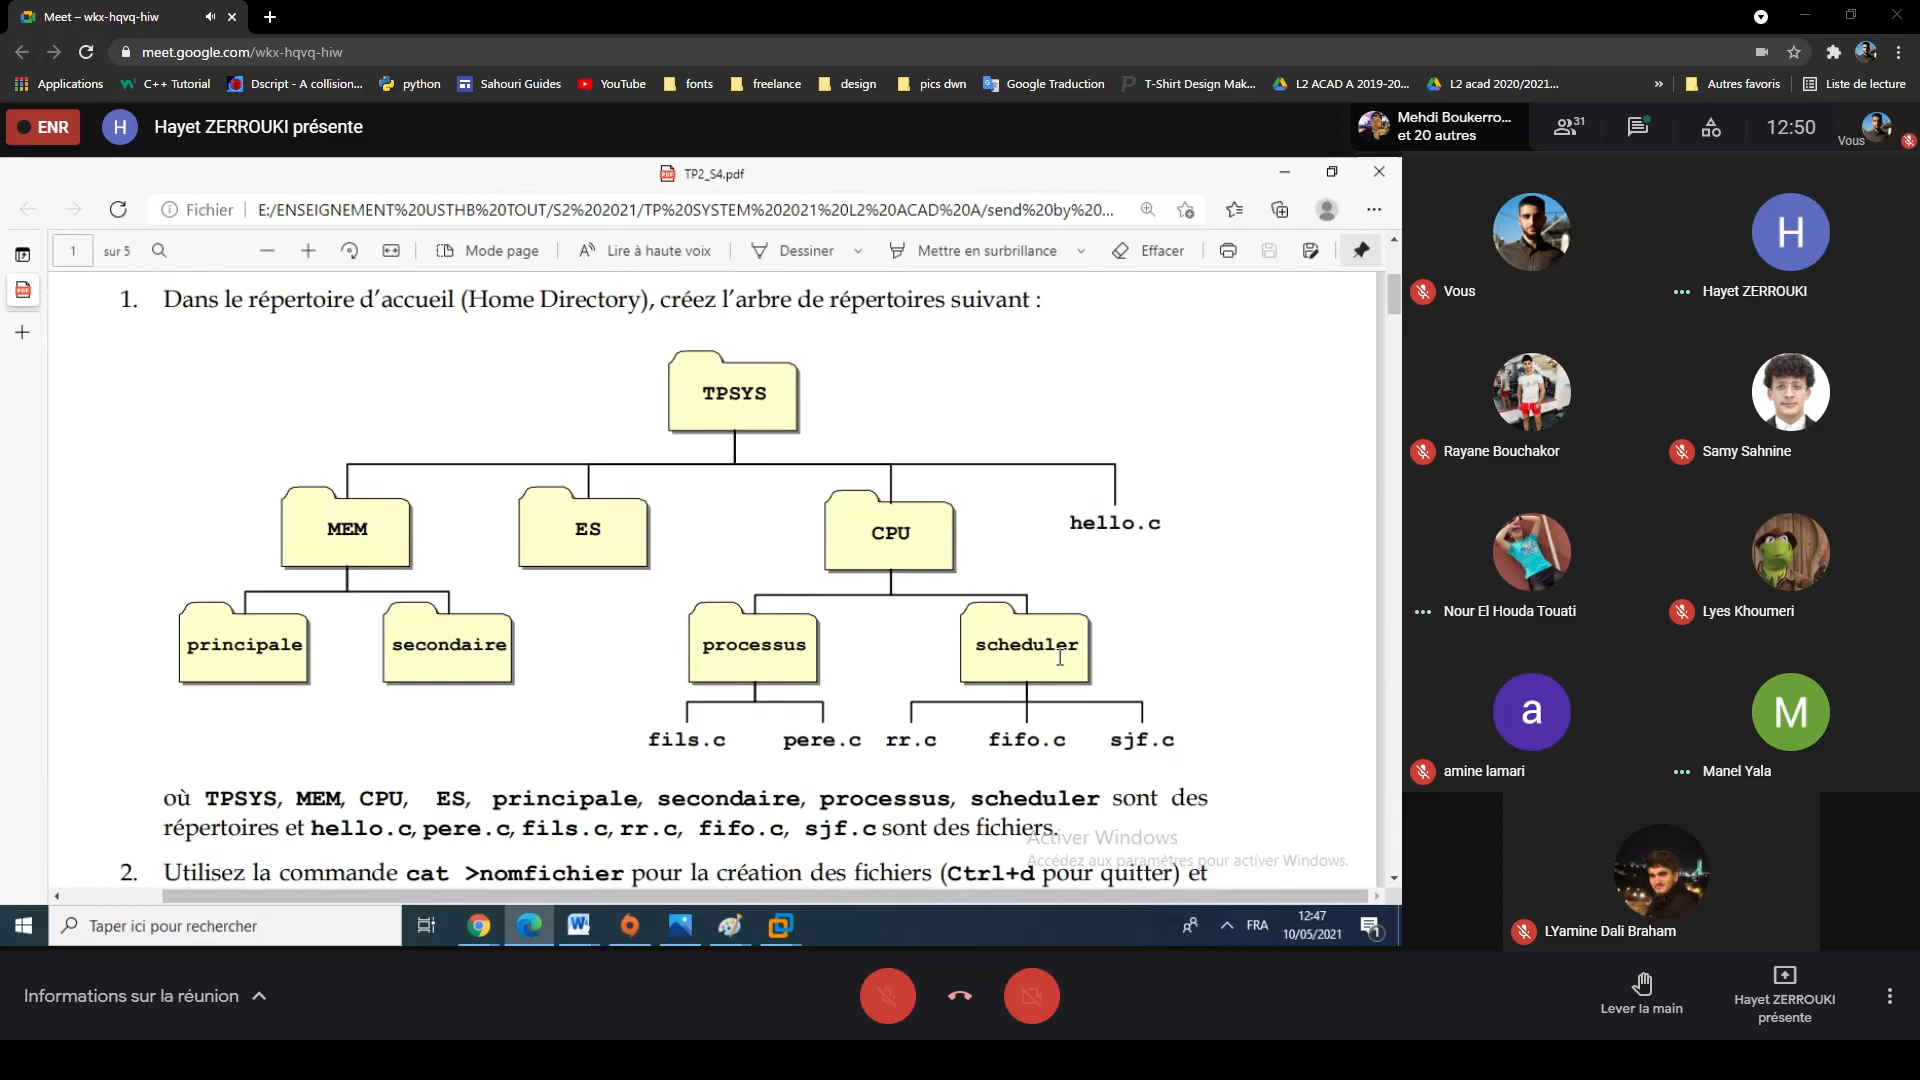 Meet – wkx-hqvq-hiw
meet.google.com/wkx-hqvq-hiw
Applications
C++ Tutorial
Dscript - A collision...
python
Sahouri Guides
YouTube
fonts
freelance
design
pics dwn
Google Traduction
T-Shirt Design Mak...
L2 ACAD A 2019-20...
L2 acad 2020/2021...
»
Autres favoris
Liste de lecture
ENR
H
Hayet ZERROUKI présente
Mehdi Boukerro...
et 20 autres
31
12:50
Vous
TP2_S4.pdf
Fichier
E:/ENSEIGNEMENT%20USTHB%20TOUT/S2%202021/TP%20SYSTEM%202021%20L2%20ACAD%20A/send%20by%20...
1
sur 5
Mode page
Lire à haute voix
Dessiner
Mettre en surbrillance
Effacer
1. Dans le répertoire d’accueil (Home Directory), créez l’arbre de répertoires suivant :
TPSYS
MEM
ES
CPU
hello.c
principale
secondaire
processus
scheduler
fils.c
pere.c
rr.c
fifo.c
sjf.c
où TPSYS, MEM, CPU, ES, principale, secondaire, processus, scheduler sont des
répertoires et hello.c, pere.c, fils.c, rr.c, fifo.c, sjf.c sont des fichiers.
Activer Windows
Accédez aux paramètres pour activer Windows.
2. Utilisez la commande cat >nomfichier pour la création des fichiers (Ctrl+d pour quitter) et
Taper ici pour rechercher
FRA
12:47
10/05/2021
1
Vous
H
Hayet ZERROUKI
Rayane Bouchakor
Samy Sahnine
Nour El Houda Touati
Lyes Khoumeri
a
amine lamari
M
Manel Yala
LYamine Dali Braham
Informations sur la réunion
Lever la main
Hayet ZERROUKI
présente